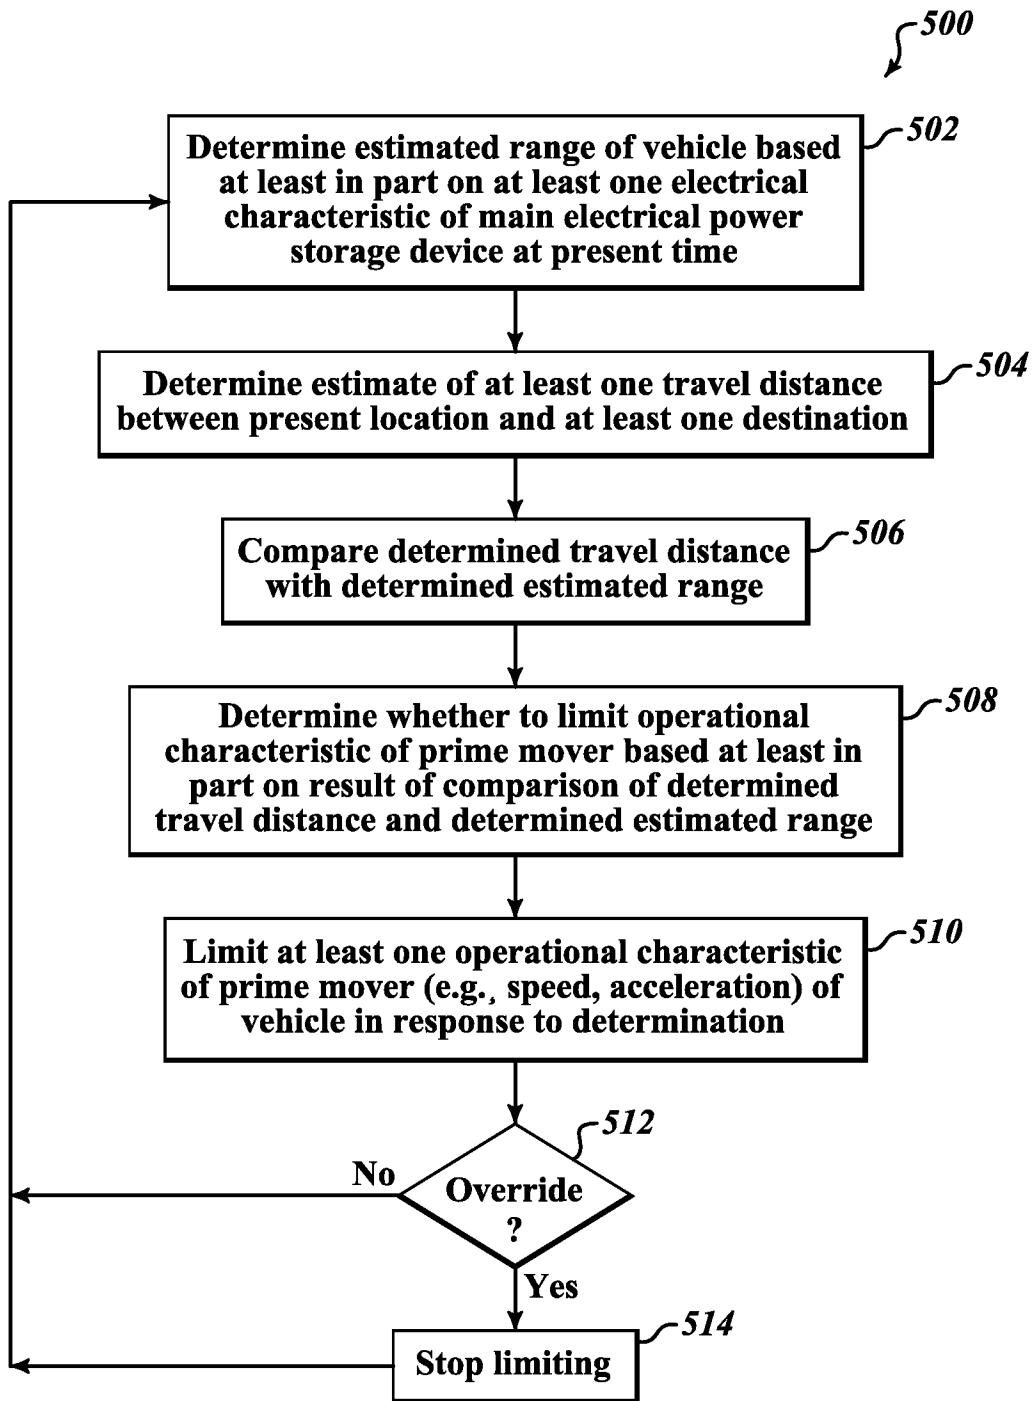 500
502
Determine estimated range of vehicle based
at least in part on at least one electrical
characteristic of main electrical power
storage device at present time
504
Determine estimate of at least one travel distance
between present location and at least one destination
506
Compare determined travel distance
with determined estimated range
508
Determine whether to limit operational
characteristic of prime mover based at least in
part on result of comparison of determined
travel distance and determined estimated range
510
Limit at least one operational characteristic
of prime mover (e.g., speed, acceleration) of
vehicle in response to determination
512
No
Override
?
Yes
514
Stop limiting